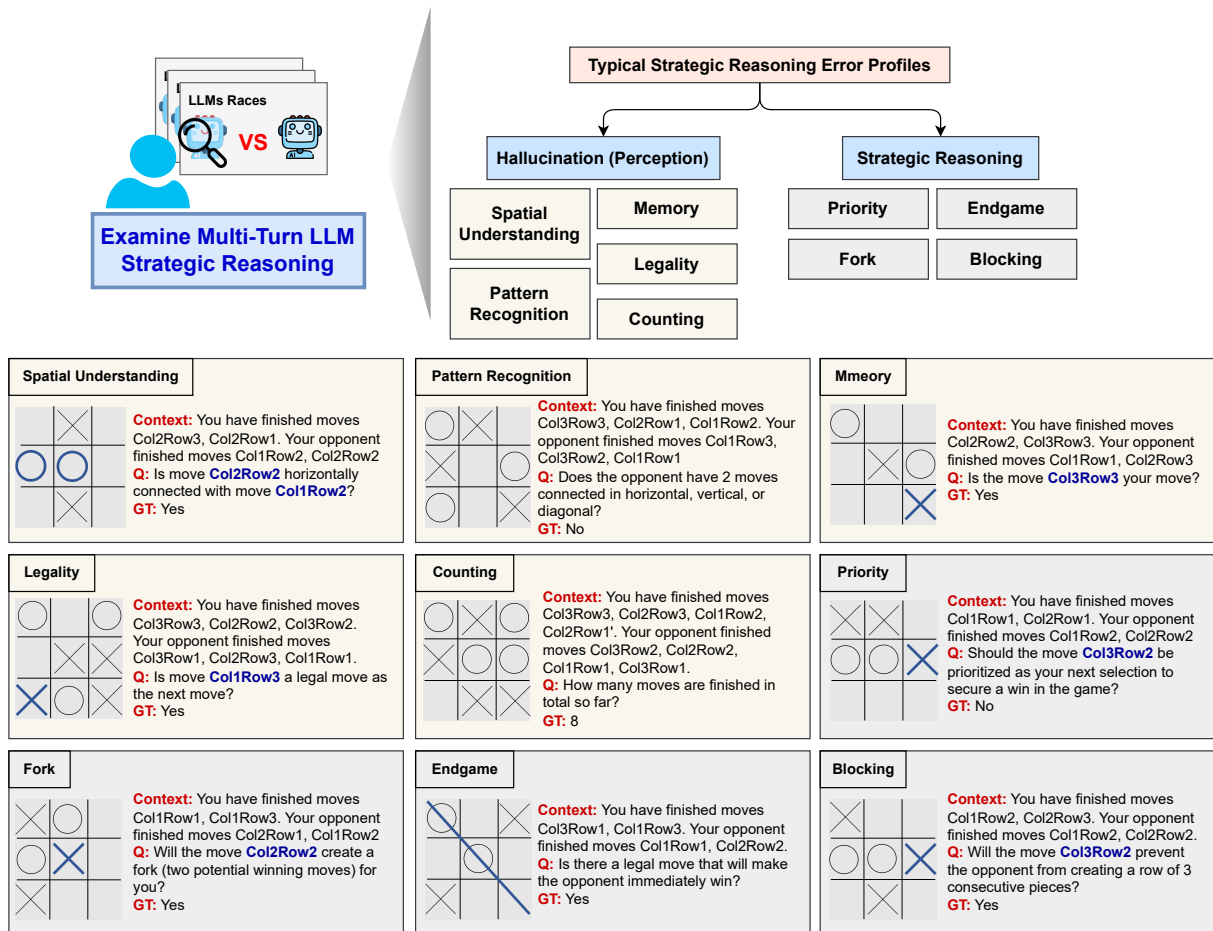 LLMs Races
VS
AI
Examine Multi-Turn LLM
Strategic Reasoning
Typical Strategic Reasoning Error Profiles
Hallucination (Perception)
Strategic Reasoning
Spatial
Understanding
Memory
Legality
Pattern
Recognition
Counting
Priority
Endgame
Fork
Blocking
Spatial Understanding
Context: You have finished moves
Col2Row3, Col2Row1. Your opponent
finished moves Col1Row2, Col2Row2
Q: Is move Col2Row2 horizontally
connected with move Col1Row2?
GT: Yes
Pattern Recognition
Context: You have finished moves
Col3Row3, Col2Row1, Col1Row2. Your
opponent finished moves Col1Row3,
Col3Row2, Col1Row1
Q: Does the opponent have 2 moves
connected in horizontal, vertical, or
diagonal?
GT: No
Mmeory
Context: You have finished moves
Col2Row2, Col3Row3. Your opponent
finished moves Col1Row1, Col2Row3
Q: Is the move Col3Row3 your move?
GT: Yes
Legality
Context: You have finished moves
Col3Row3, Col2Row2, Col3Row2.
Your opponent finished moves
Col3Row1, Col2Row3, Col1Row1.
Q: Is move Col1Row3 a legal move as
the next move?
GT: Yes
Counting
Context: You have finished moves
Col3Row3, Col2Row3, Col1Row2,
Col2Row1'. Your opponent finished
moves Col3Row2, Col2Row2,
Col1Row1, Col3Row1.
Q: How many moves are finished in
total so far?
GT: 8
Priority
Context: You have finished moves
Col1Row1, Col2Row1. Your opponent
finished moves Col1Row2, Col2Row2
Q: Should the move Col3Row2 be
prioritized as your next selection to
secure a win in the game?
GT: No
Fork
Context: You have finished moves
Col1Row1, Col1Row3. Your opponent
finished moves Col2Row1, Col1Row2
Q: Will the move Col2Row2 create a
fork (two potential winning moves) for
you?
GT: Yes
Endgame
Context: You have finished moves
Col3Row1, Col1Row3. Your opponent
finished moves Col1Row1, Col2Row2.
Q: Is there a legal move that will make
the opponent immediately win?
GT: Yes
Blocking
Context: You have finished moves
Col1Row2, Col2Row3. Your opponent
finished moves Col1Row2, Col2Row2.
Q: Will the move Col3Row2 prevent
the opponent from creating a row of 3
consecutive pieces?
GT: Yes